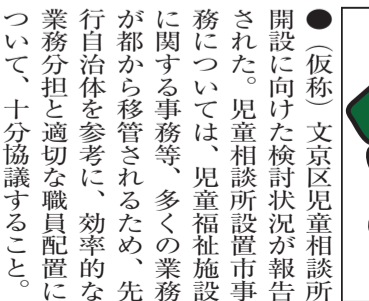 ●(仮称)文京区児童相談所
開設に向けた検討状況が報告
された。児童相談所設置市事
務については、児童福祉施設
に関する事務等、多くの業務
が都から移管されるため、先
行自治体を参考に、効率的な
業務分担と適切な職員配置に
ついて、十分協議すること。